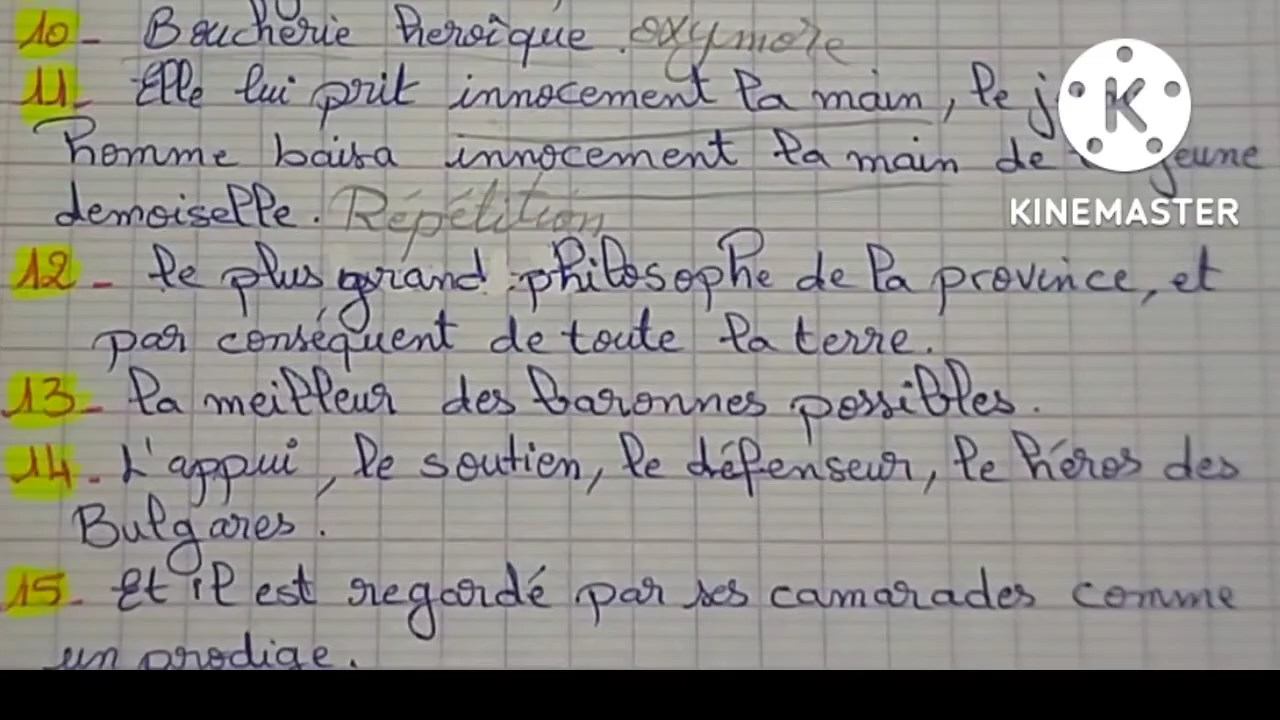 10- Boucherie heroîque. oxymore
11- Elle lui prit innocement la main, le j
homme baisa innocement la main de jeune
demoiselle. Répétition
12- le plus grand philosophe de la province, et
par conséquent de toute la terre.
13- la meilleur des baronnes possibles.
14- L'appui, le soutien, le défenseur, le héros des
Bulgares.
15- Et il est regardé par ses camarades comme
un prodige.
K
KINEMASTER